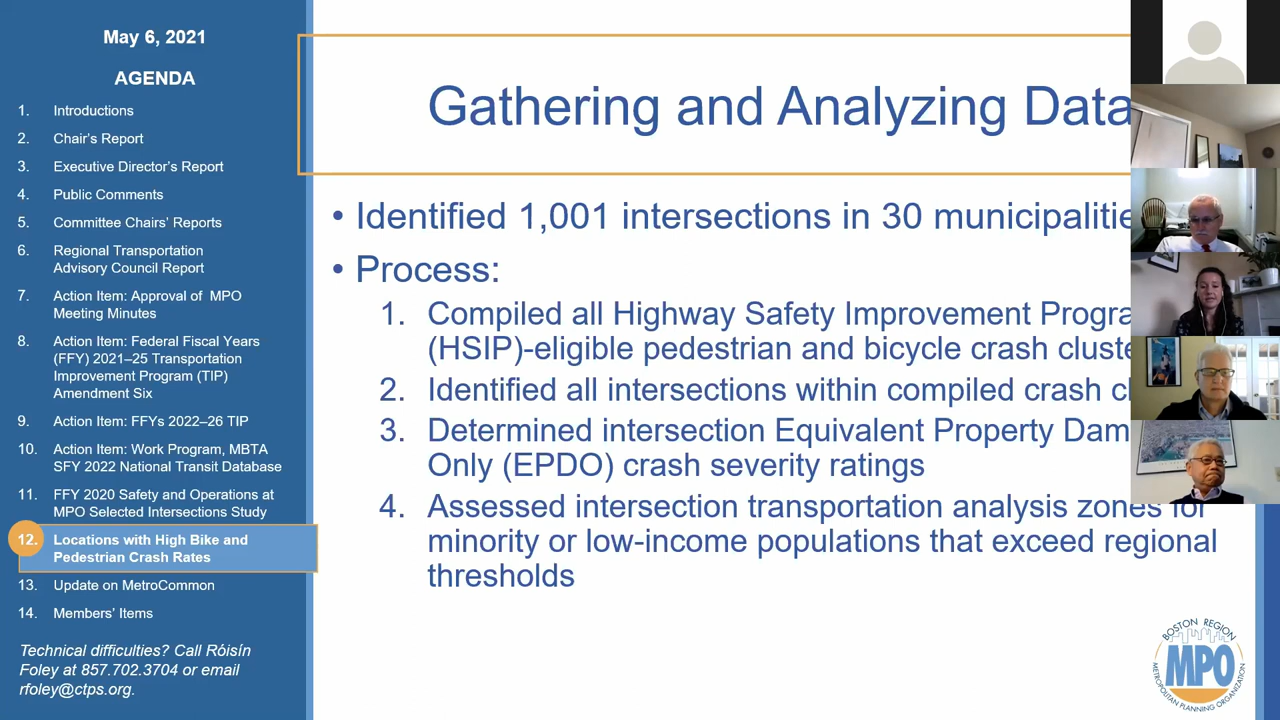 May 6, 2021
AGENDA
1. Introductions
2. Chair's Report
3. Executive Director's Report
4. Public Comments
5. Committee Chairs' Reports
6. Regional Transportation
Advisory Council Report
7. Action Item: Approval of MPO
Meeting Minutes
8. Action Item: Federal Fiscal Years
(FFY) 2021–25 Transportation
Improvement Program (TIP)
Amendment Six
9. Action Item: FFYs 2022–26 TIP
10. Action Item: Work Program, MBTA
SFY 2022 National Transit Database
11. FFY 2020 Safety and Operations at
MPO Selected Intersections Study
12. Locations with High Bike and
Pedestrian Crash Rates
13. Update on MetroCommon
14. Members' Items
Technical difficulties? Call Róisín
Foley at 857.702.3704 or email
rfoley@ctps.org.
Gathering and Analyzing Data
• Identified 1,001 intersections in 30
• Process:
1. Compiled all Highway Safety Improvement
(HSIP)-eligible pedestrian and bicycle crash
2. Identified all intersections within compiled crash
3. Determined intersection Equivalent Property
Only (EPDO) crash severity ratings
4. Assessed intersection transportation analysis zones for
minority or low-income populations that exceed regional
thresholds
BOSTON REGION
MPO
METROPOLITAN PLANNING ORGANIZATION